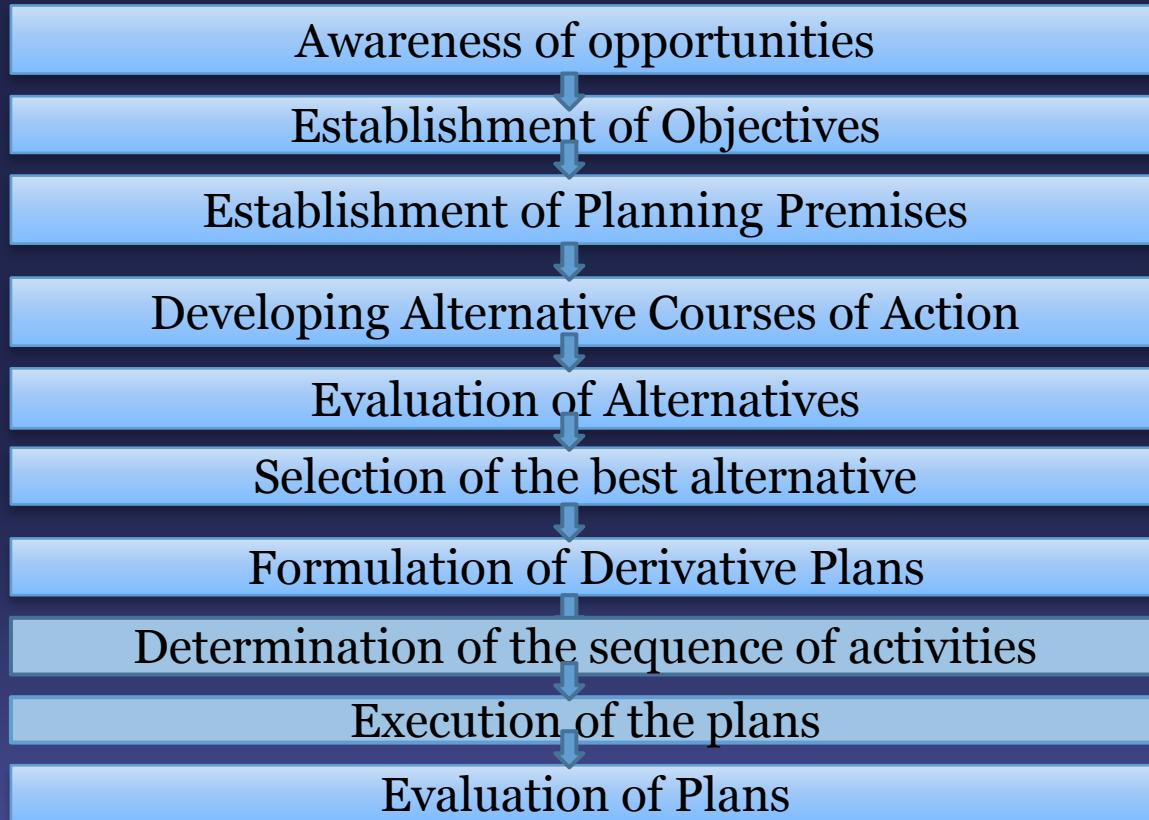 Awareness of opportunities
Establishment of Objectives
Establishment of Planning Premises
Developing Alternative Courses of Action
Evaluation of Alternatives
Selection of the best alternative
Formulation of Derivative Plans
Determination of the sequence of activities
Execution of the plans
Evaluation of Plans